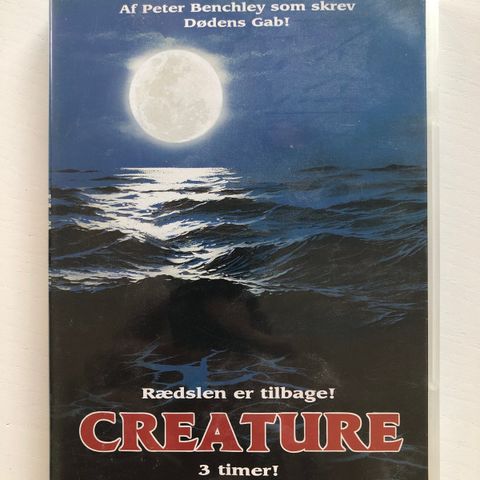 Af Peter Benchley som skrev
Dødens Gab!
Rædslen er tilbage!
CREATURE
3 timer!